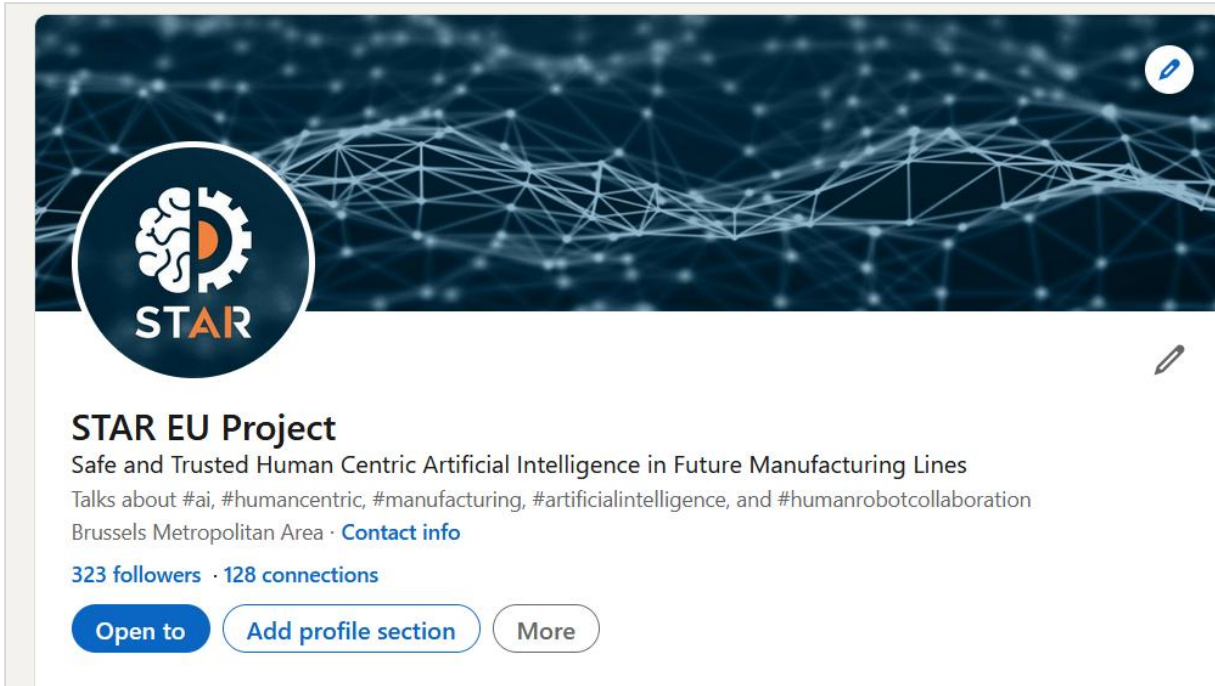 STAR
STAR EU Project
Safe and Trusted Human Centric Artificial Intelligence in Future Manufacturing Lines
Talks about #ai, #humancentric, #manufacturing, #artificialintelligence, and #humanrobotcollaboration
Brussels Metropolitan Area · Contact info
323 followers · 128 connections
Open to Add profile section More